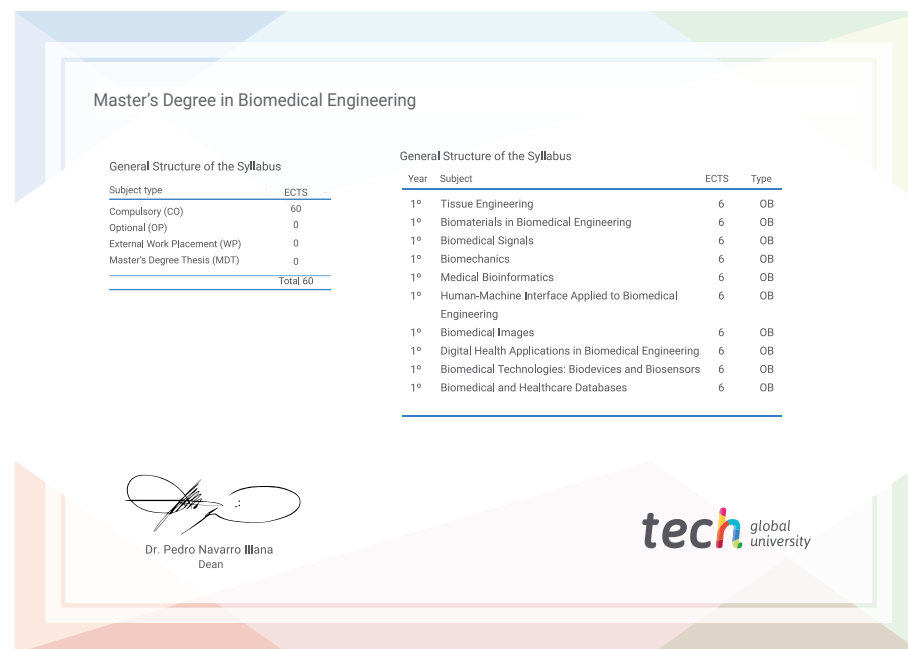 Master's Degree in Biomedical Engineering
General Structure of the Syllabus
Subject type ECTS
Compulsory (CO) 60
Optional (OP) 0
External Work Placement (WP) 0
Master's Degree Thesis (MDT) 0
Total 60
General Structure of the Syllabus
Year Subject ECTS Type
1º Tissue Engineering 6 OB
1º Biomaterials in Biomedical Engineering 6 OB
1º Biomedical Signals 6 OB
1º Biomechanics 6 OB
1º Medical Bioinformatics 6 OB
1º Human-Machine Interface Applied to Biomedical 6 OB
Engineering
1º Biomedical Images 6 OB
1º Digital Health Applications in Biomedical Engineering 6 OB
1º Biomedical Technologies: Biodevices and Biosensors 6 OB
1º Biomedical and Healthcare Databases 6 OB
Dr. Pedro Navarro Illana
Dean
tech global
university